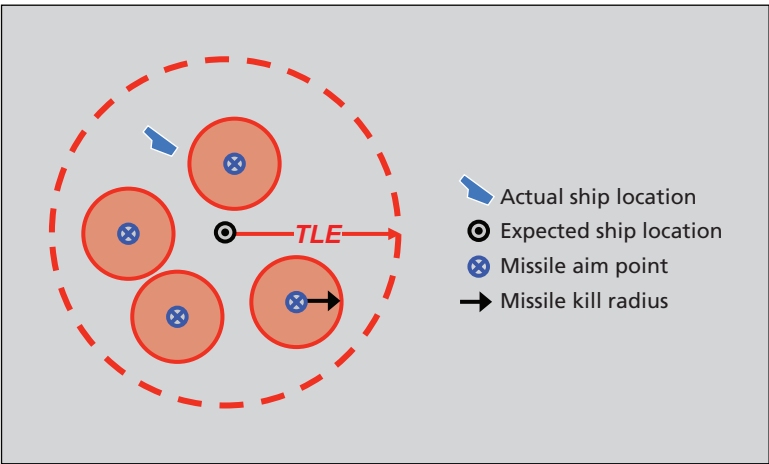 TLE
Actual ship location
Expected ship location
Missile aim point
Missile kill radius